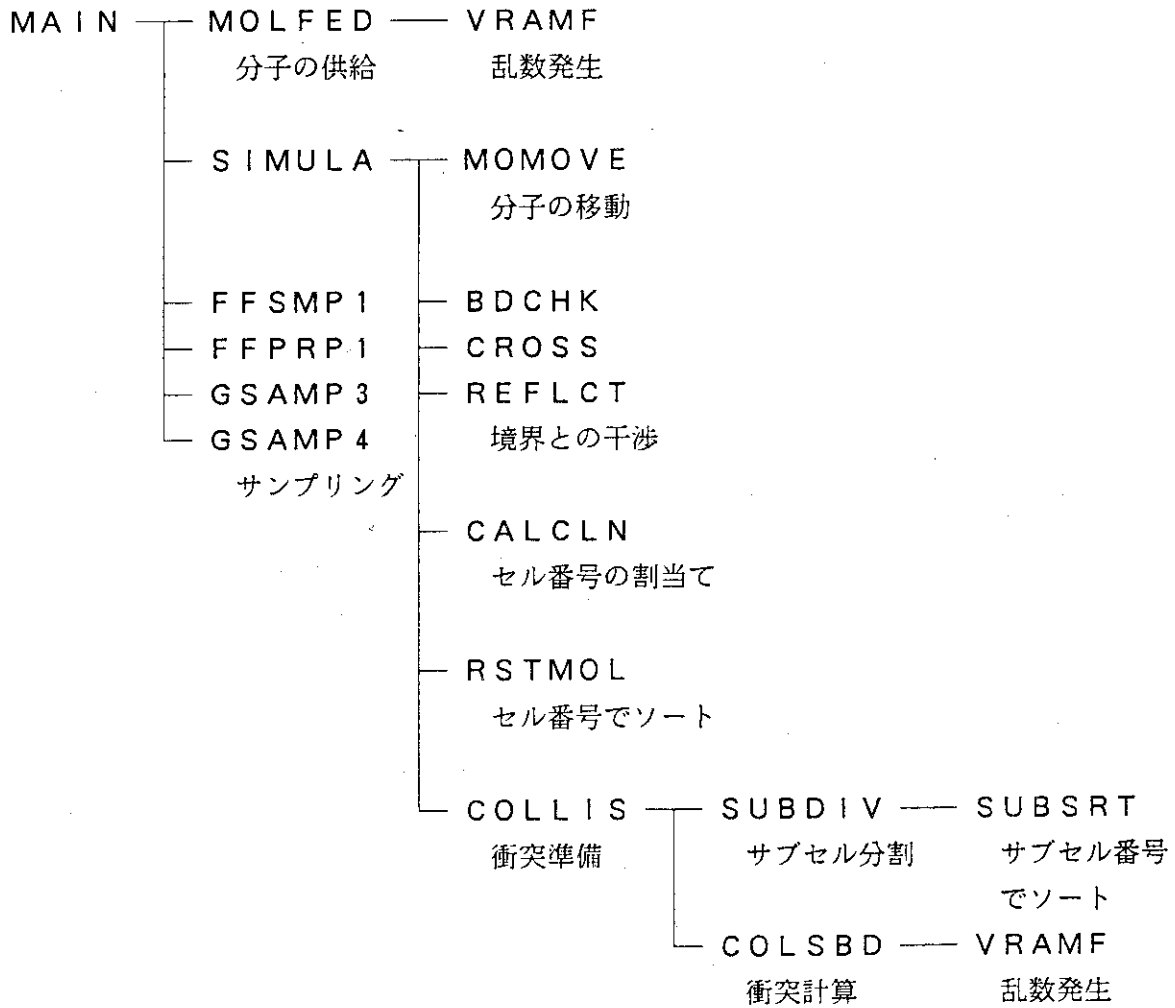 MAIN MOLFED VRAMF
分子の供給 乱数発生
SIMULA MOMOVE
分子の移動
FFSMP1 BDCHK
FFPRP1 CROSS
GSAMP3 REFLCT
GSAMP4 境界との干渉
サンプリング
CALCLN
セル番号の割当て
RSTMOL
セル番号でソート
COLLIS SUBDIV SUBSRT
衝突準備 サブセル分割 サブセル番号
でソート
COLSBD VRAMF
衝突計算 乱数発生